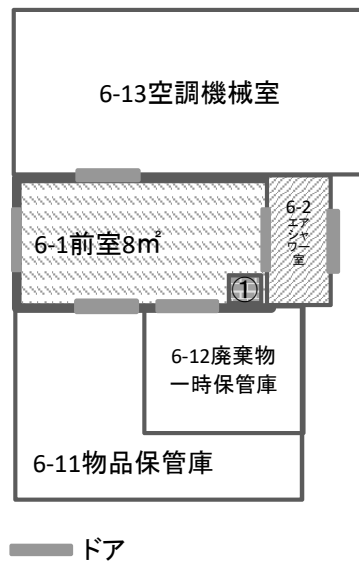 6-13空調機械室
6-1前室8㎡
6-2
エアシャワー室
①
6-12廃棄物
一時保管庫
6-11物品保管庫
ドア